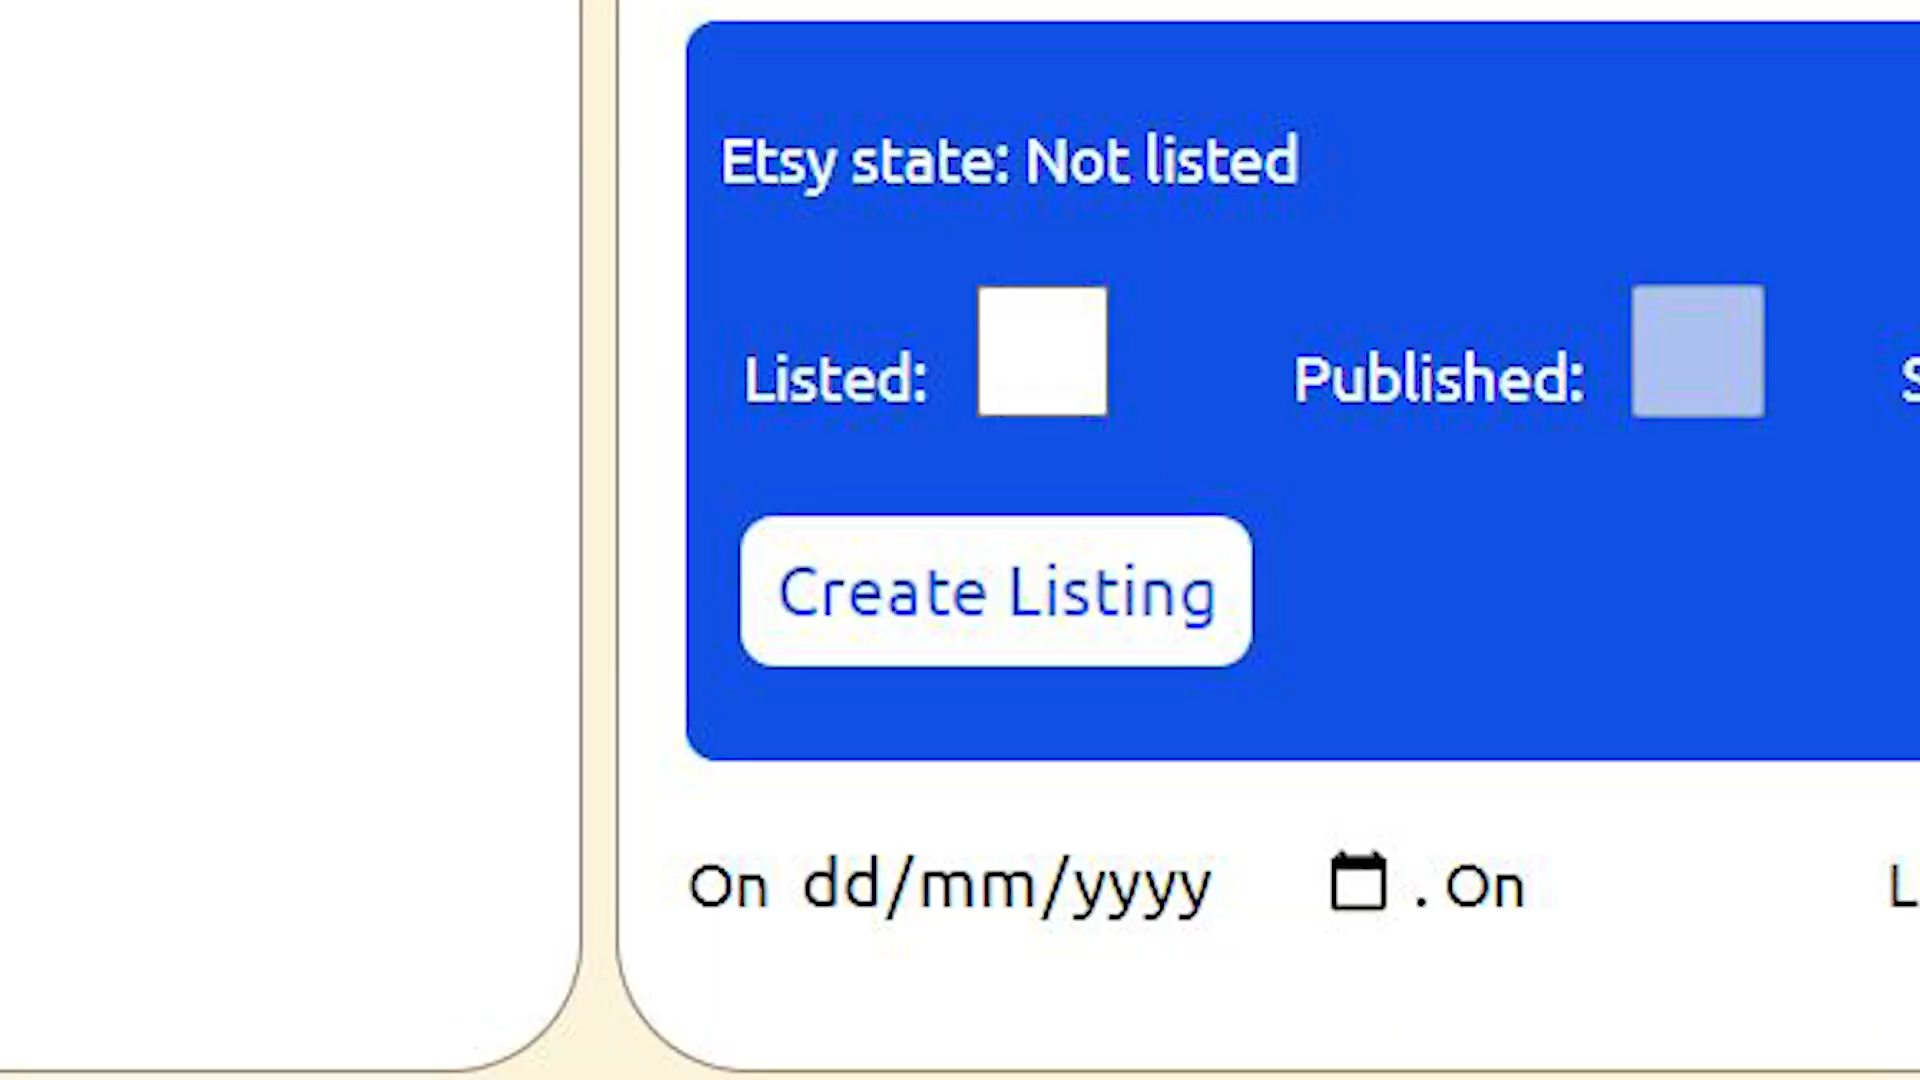 Etsy state: Not listed
Listed: Published: S
Create Listing
On dd/mm/yyyy . On L